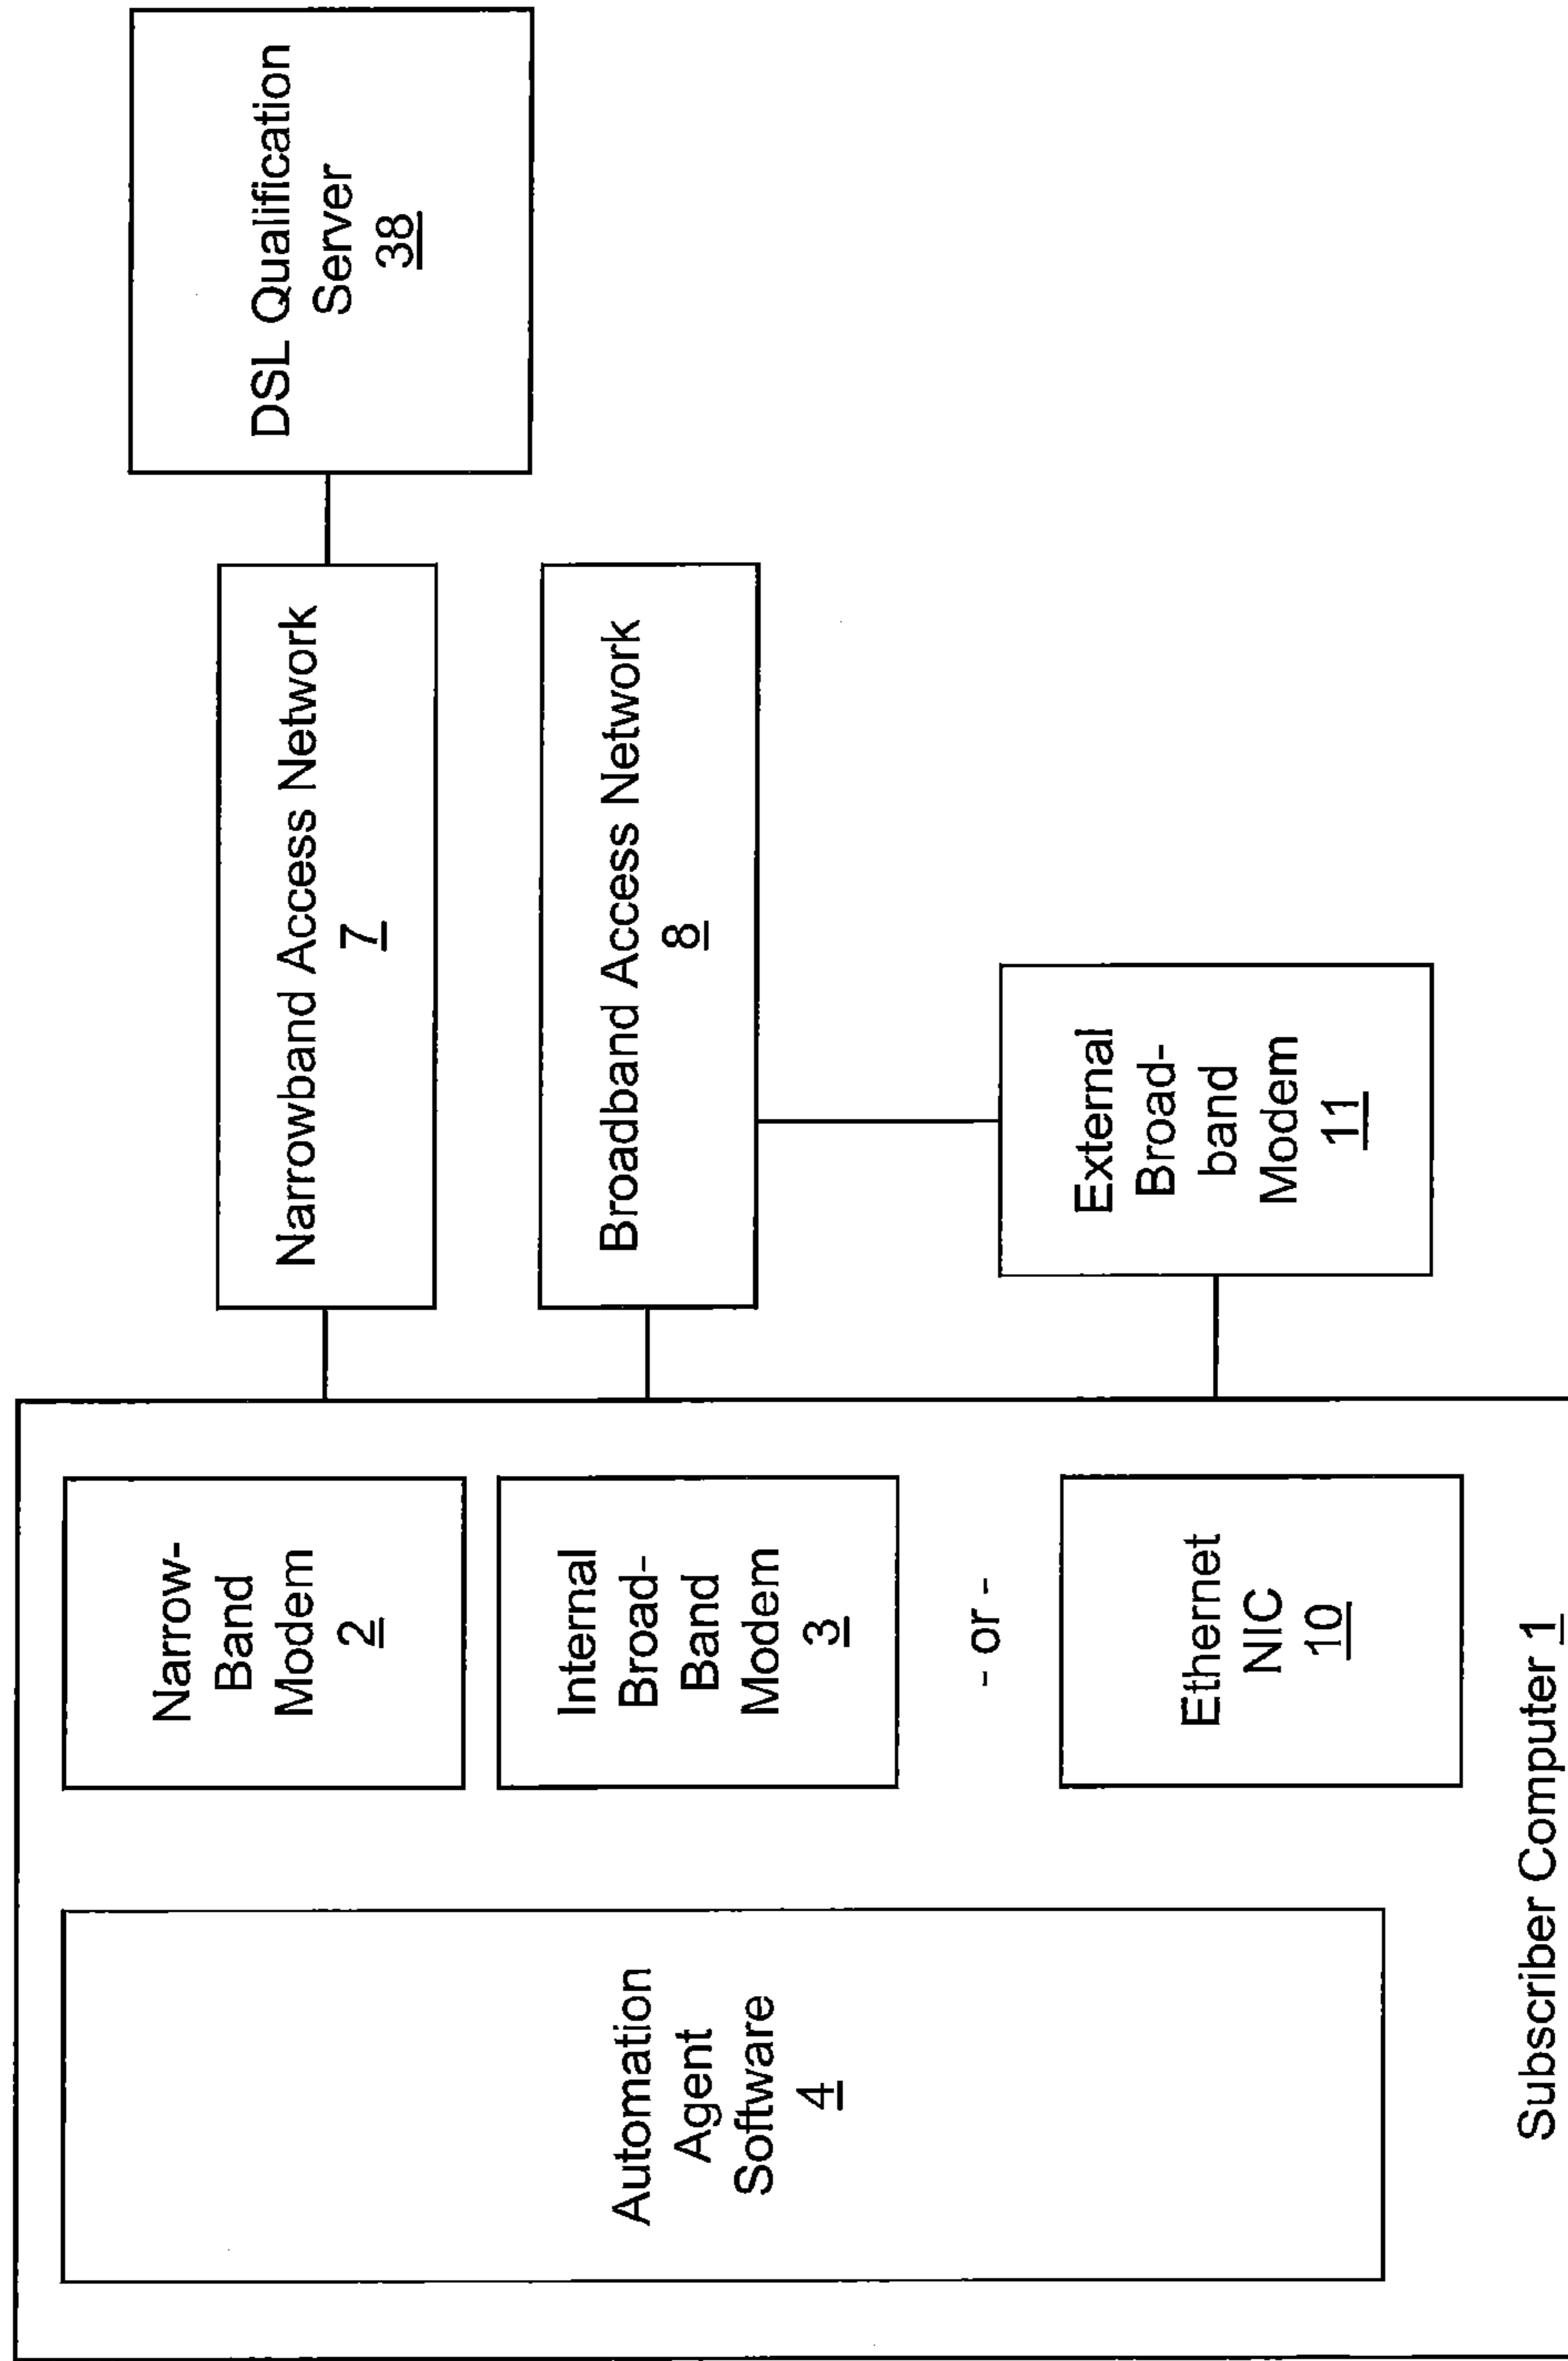 Automation
Agent
Software
4
Narrow-
Band
Modem
2
Internal
Broad-
Band
Modem
3
- or -
Ethernet
NIC
10
Subscriber Computer 1
Narrowband Access Network
7
Broadband Access Network
8
External
Broad-
band
Modem
11
DSL Qualification
Server
38